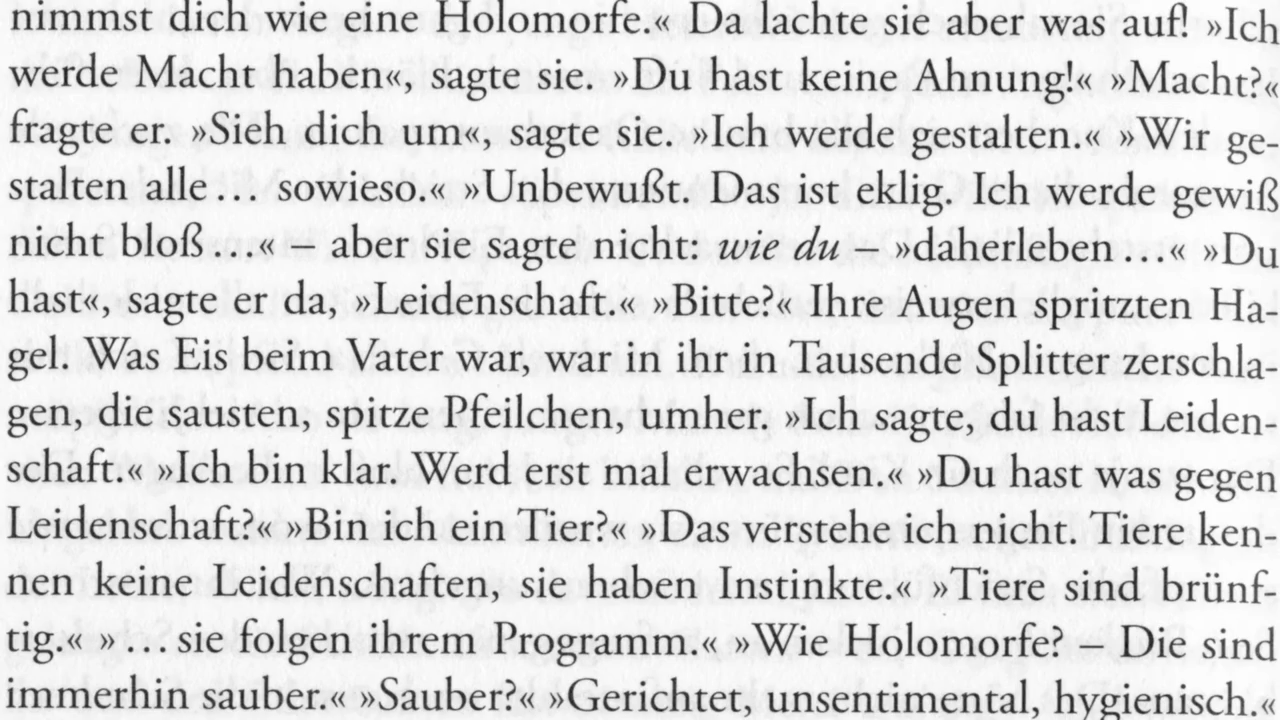 nimmst dich wie eine Holomorfe.« Da lachte sie aber was auf! »Ich
werde Macht haben«, sagte sie. »Du hast keine Ahnung!« »Macht?«
fragte er. »Sieh dich um«, sagte sie. »Ich werde gestalten.« »Wir ge-
stalten alle ... sowieso.« »Unbewußt. Das ist eklig. Ich werde gewiß
nicht bloß ...« – aber sie sagte nicht: wie du – »daherleben ...« »Du
hast«, sagte er da, »Leidenschaft.« »Bitte?« Ihre Augen spritzten Ha-
gel. Was Eis beim Vater war, war in ihr in Tausende Splitter zerschla-
gen, die sausten, spitze Pfeilchen, umher. »Ich sagte, du hast Leiden-
schaft.« »Ich bin klar. Werd erst mal erwachsen.« »Du hast was gegen
Leidenschaft?« »Bin ich ein Tier?« »Das verstehe ich nicht. Tiere ken-
nen keine Leidenschaften, sie haben Instinkte.« »Tiere sind brünf-
tig.« »... sie folgen ihrem Programm.« »Wie Holomorfe? – Die sind
immerhin sauber.« »Sauber?« »Gerichtet, unsentimental, hygienisch.«